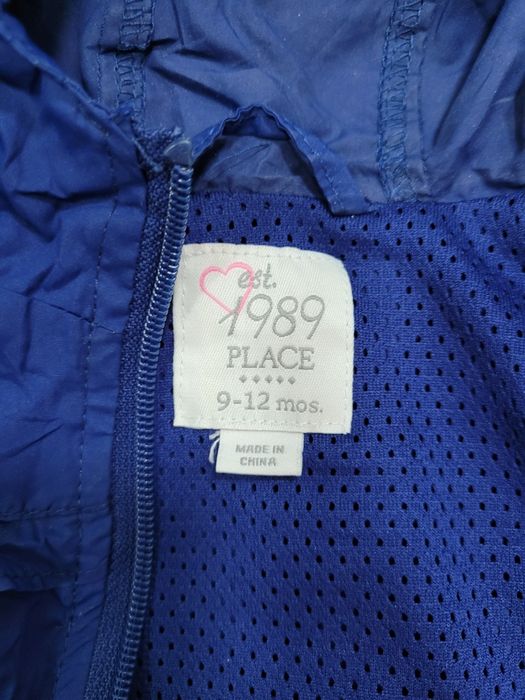 est.
1989
PLACE
9-12 mos.
MADE IN
CHINA